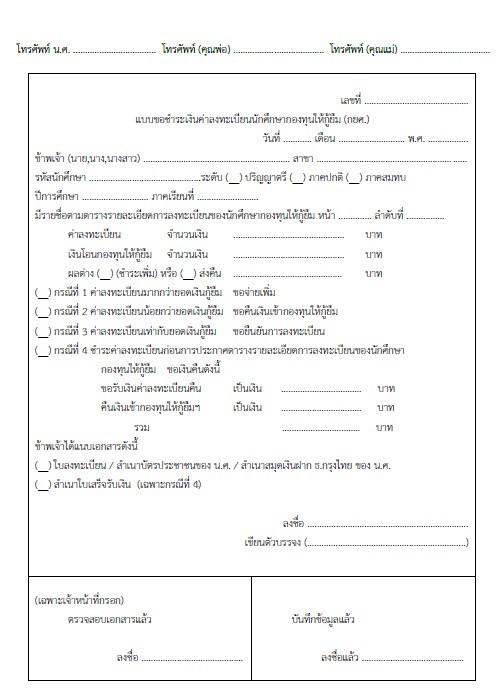 โทรศัพท์ น.ศ. .................................. โทรศัพท์ (คุณพ่อ) ..................................... โทรศัพท์ (คุณแม่) .....................................
เลขที่ ..........................................
แบบขอชำระเงินค่าลงทะเบียนนักศึกษากองทุนให้กู้ยืม (กยศ.)
วันที่ ............ เดือน ........................... พ.ศ. ................
ข้าพเจ้า (นาย,นาง,นางสาว) ............................................................ สาขา ............................................................
รหัสนักศึกษา .............................................ระดับ (__) ปริญญาตรี (__) ภาคปกติ (__) ภาคสมทบ
ปีการศึกษา ........................... ภาคเรียนที่ .........................
มีรายชื่อตามตารางรายละเอียดการลงทะเบียนของนักศึกษากองทุนให้กู้ยืม หน้า .............. ลำดับที่ ................
ค่าลงทะเบียน จำนวนเงิน ............................................. บาท
เงินโอนกองทุนให้กู้ยืม จำนวนเงิน ............................................. บาท
ผลต่าง (__) (ชำระเพิ่ม) หรือ (__) ส่งคืน ............................................. บาท
(__) กรณีที่ 1 ค่าลงทะเบียนมากกว่ายอดเงินกู้ยืม ขอจ่ายเพิ่ม
(__) กรณีที่ 2 ค่าลงทะเบียนน้อยกว่ายอดเงินกู้ยืม ขอคืนเงินเข้ากองทุนให้กู้ยืม
(__) กรณีที่ 3 ค่าลงทะเบียนเท่ากับยอดเงินกู้ยืม ขอยืนยันการลงทะเบียน
(__) กรณีที่ 4 ชำระค่าลงทะเบียนก่อนการประกาศตารางรายละเอียดการลงทะเบียนของนักศึกษา
กองทุนให้กู้ยืม ขอเงินคืนดังนี้
ขอรับเงินค่าลงทะเบียนคืน เป็นเงิน ................................ บาท
คืนเงินเข้ากองทุนให้กู้ยืมฯ เป็นเงิน ................................ บาท
รวม ................................ บาท
ข้าพเจ้าได้แนบเอกสารดังนี้
(__) ใบลงทะเบียน / สำเนาบัตรประชาชนของ น.ศ. / สำเนาสมุดเงินฝาก ธ.กรุงไทย ของ น.ศ.
(__) สำเนาใบเสร็จรับเงิน (เฉพาะกรณีที่ 4)
ลงชื่อ .................................................................
เขียนตัวบรรจง (................................................................)
(เฉพาะเจ้าหน้าที่กรอก)
ตรวจสอบเอกสารแล้ว
ลงชื่อ ..........................................
บันทึกข้อมูลแล้ว
ลงชื่อแล้ว ...................................